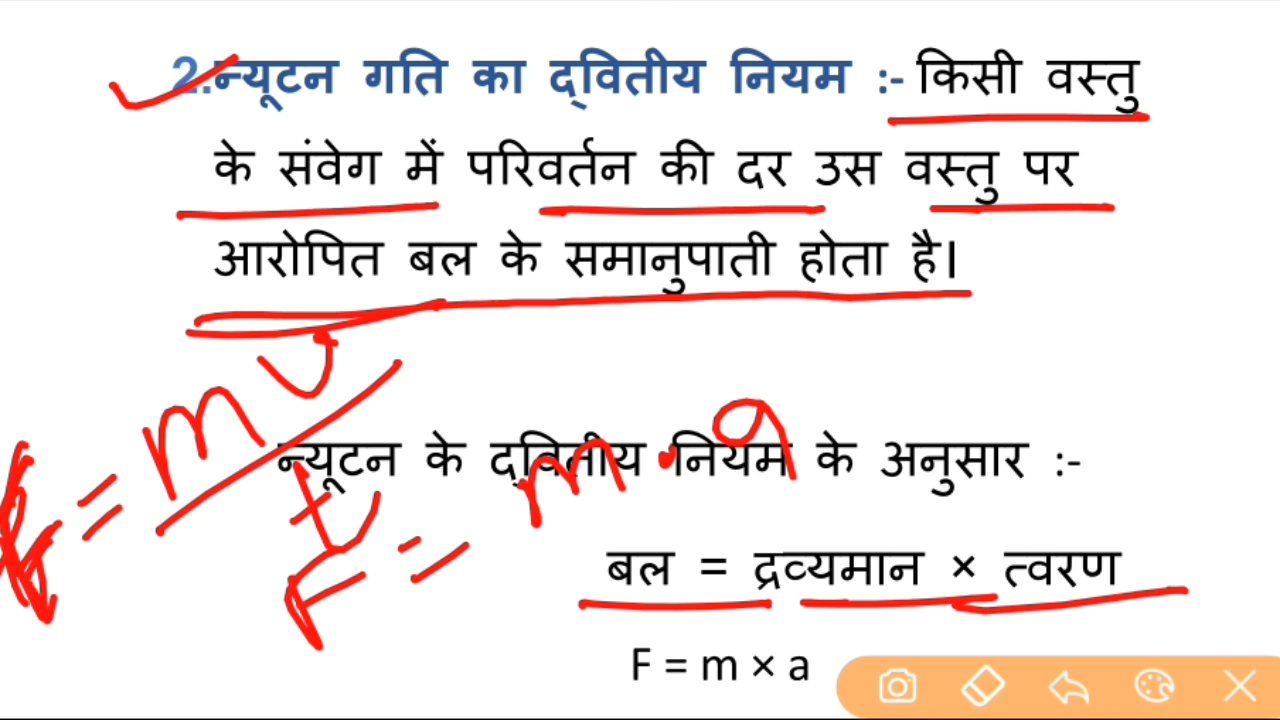 2.न्यूटन गति का द्वितीय नियम :- किसी वस्तु
के संवेग में परिवर्तन की दर उस वस्तु पर
आरोपित बल के समानुपाती होता है।
= mv
t
न्यूटन के द्वितीय नियम के अनुसार :-
F = m . a
बल = द्रव्यमान × त्वरण
F = m × a